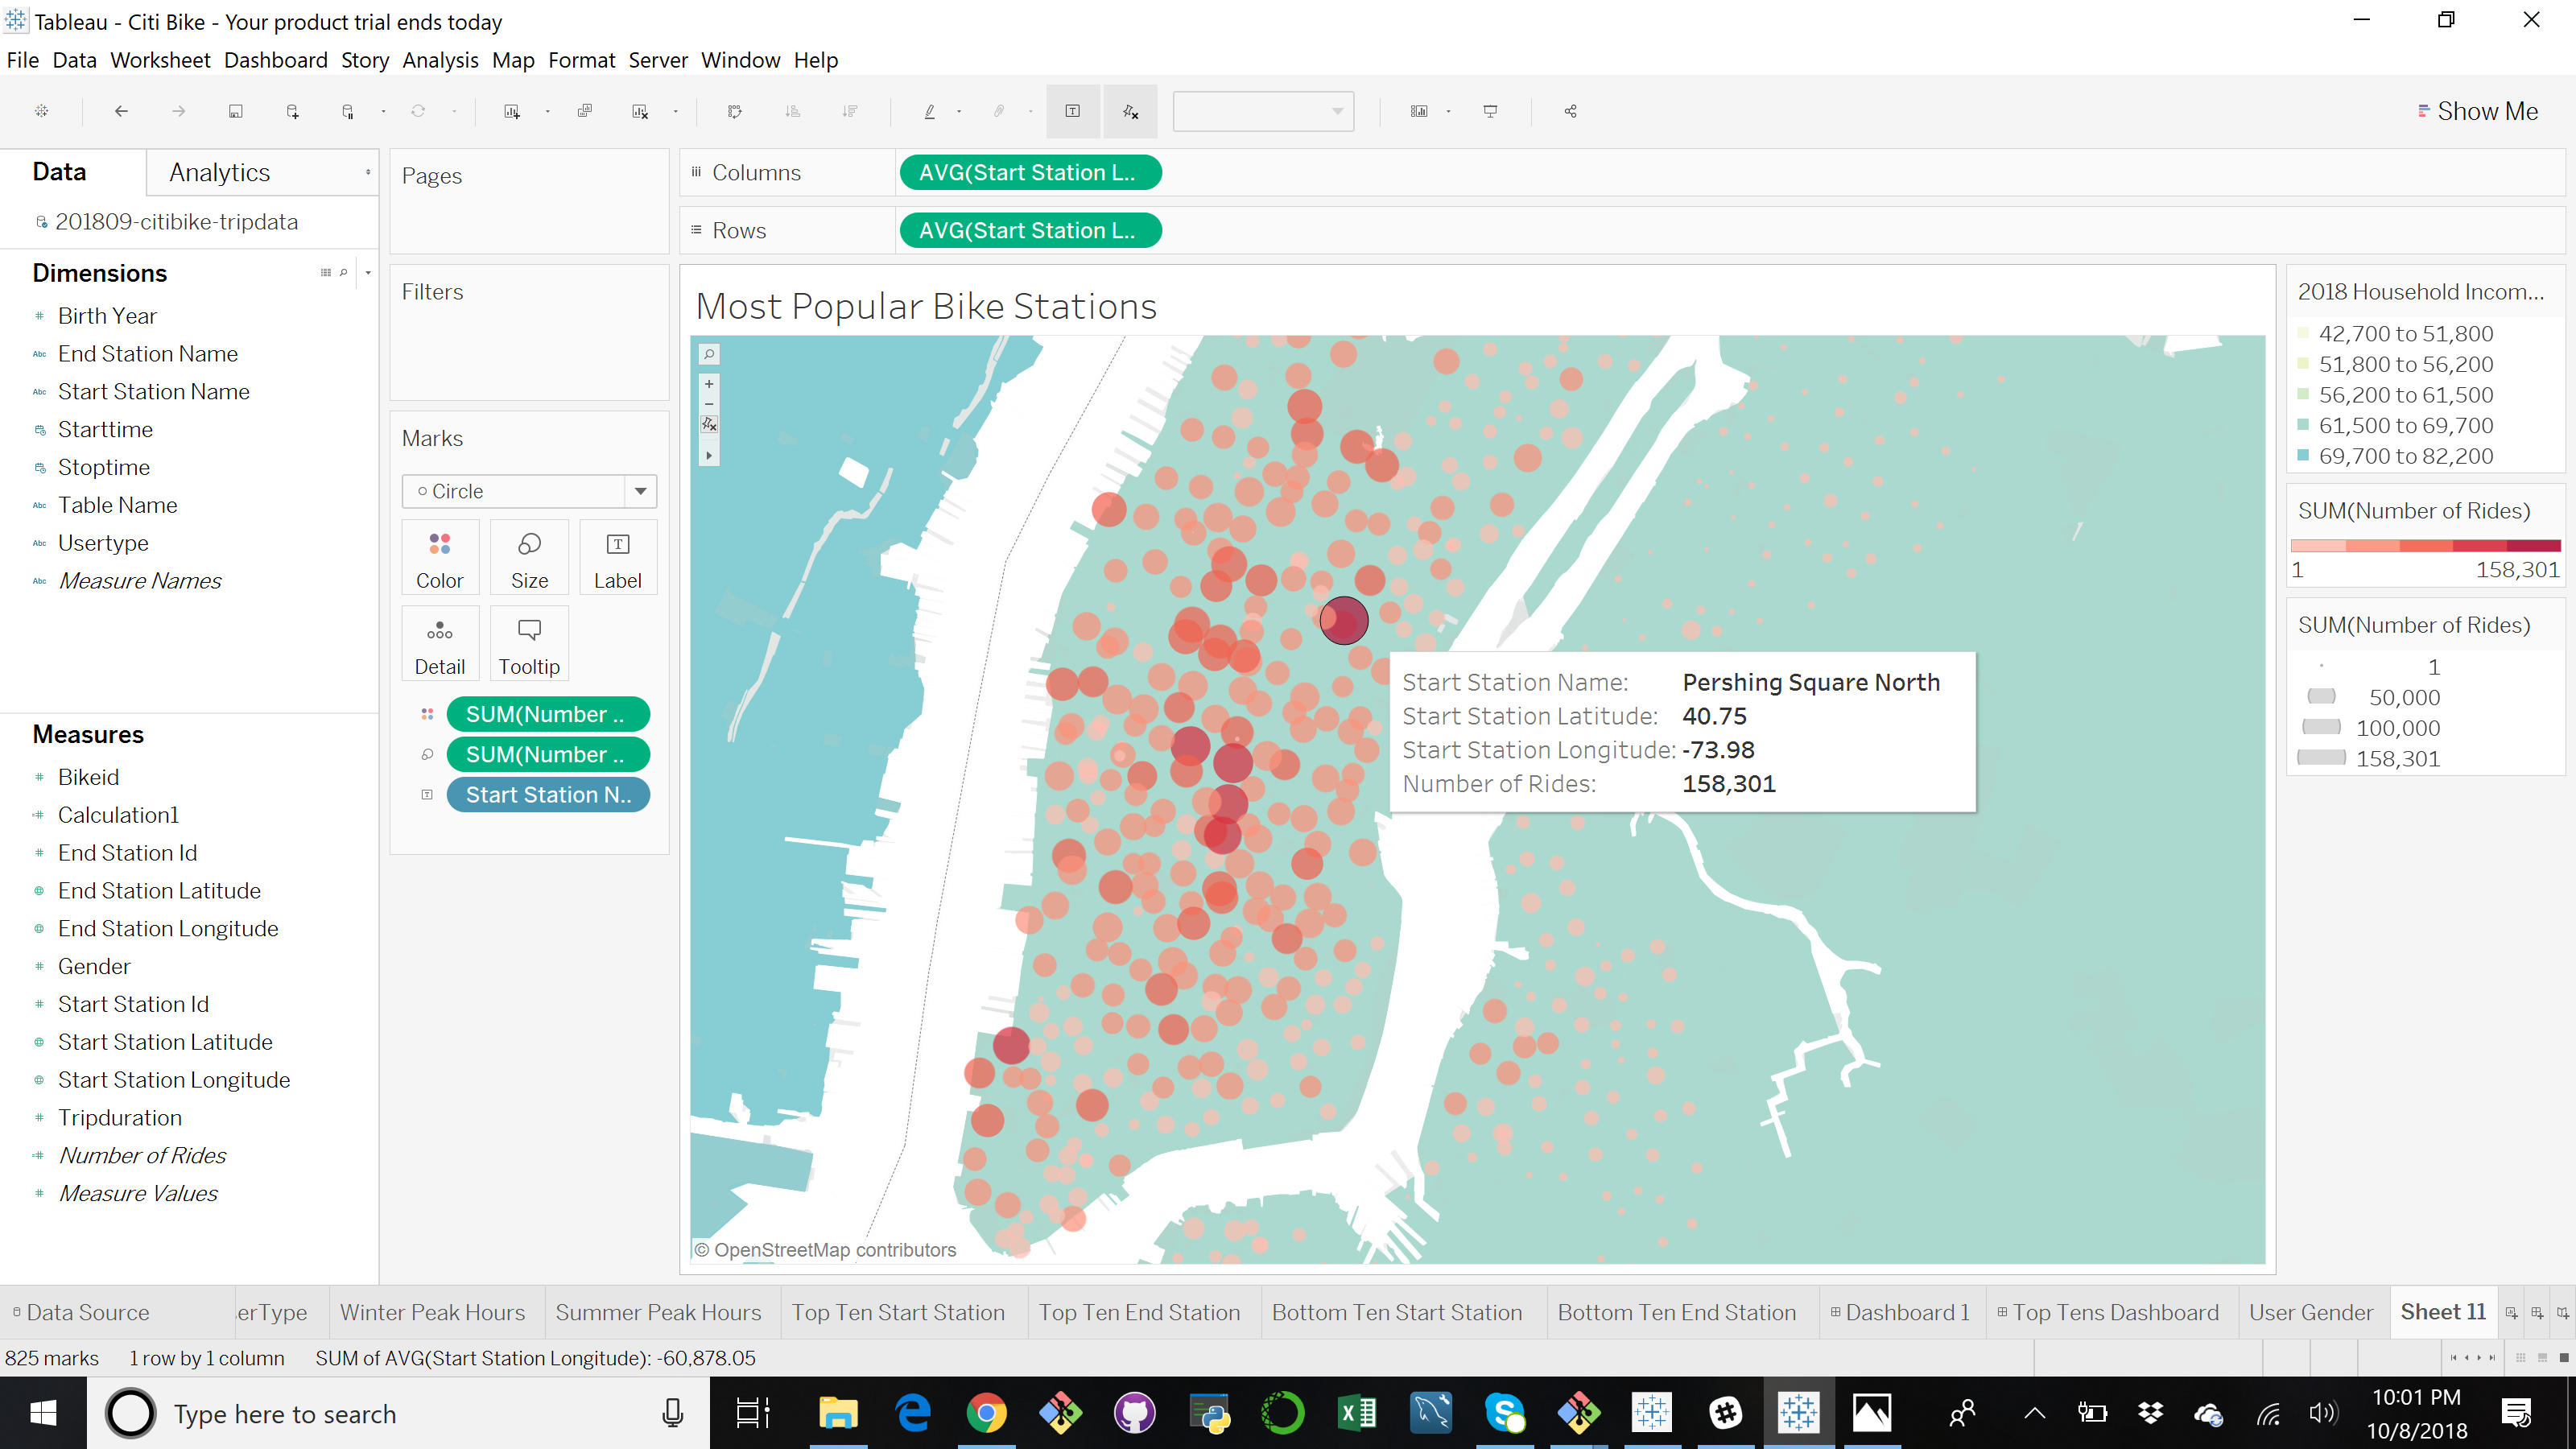 Tableau - Citi Bike - Your product trial ends today
File Data Worksheet Dashboard Story Analysis Map Format Server Window Help
Show Me
Data
Analytics
201809-citibike-tripdata
Dimensions
Birth Year
Abc End Station Name
Abc Start Station Name
Starttime
Stoptime
Abc Table Name
Abc Usertype
Abc Measure Names
Measures
Bikeid
Calculation1
End Station Id
End Station Latitude
End Station Longitude
Gender
Start Station Id
Start Station Latitude
Start Station Longitude
Tripduration
Number of Rides
Measure Values
Pages
Filters
Marks
Circle
Color
Size
Label
Detail
Tooltip
SUM(Number ..
SUM(Number ..
Start Station N..
Columns
AVG(Start Station L..
Rows
AVG(Start Station L..
Most Popular Bike Stations
Start Station Name: Pershing Square North
Start Station Latitude: 40.75
Start Station Longitude: -73.98
Number of Rides: 158,301
© OpenStreetMap contributors
2018 Household Incom...
42,700 to 51,800
51,800 to 56,200
56,200 to 61,500
61,500 to 69,700
69,700 to 82,200
SUM(Number of Rides)
1 158,301
SUM(Number of Rides)
1
50,000
100,000
158,301
Data Source
erType
Winter Peak Hours
Summer Peak Hours
Top Ten Start Station
Top Ten End Station
Bottom Ten Start Station
Bottom Ten End Station
Dashboard 1
Top Tens Dashboard
User Gender
Sheet 11
825 marks 1 row by 1 column SUM of AVG(Start Station Longitude): -60,878.05
Type here to search
10:01 PM
10/8/2018